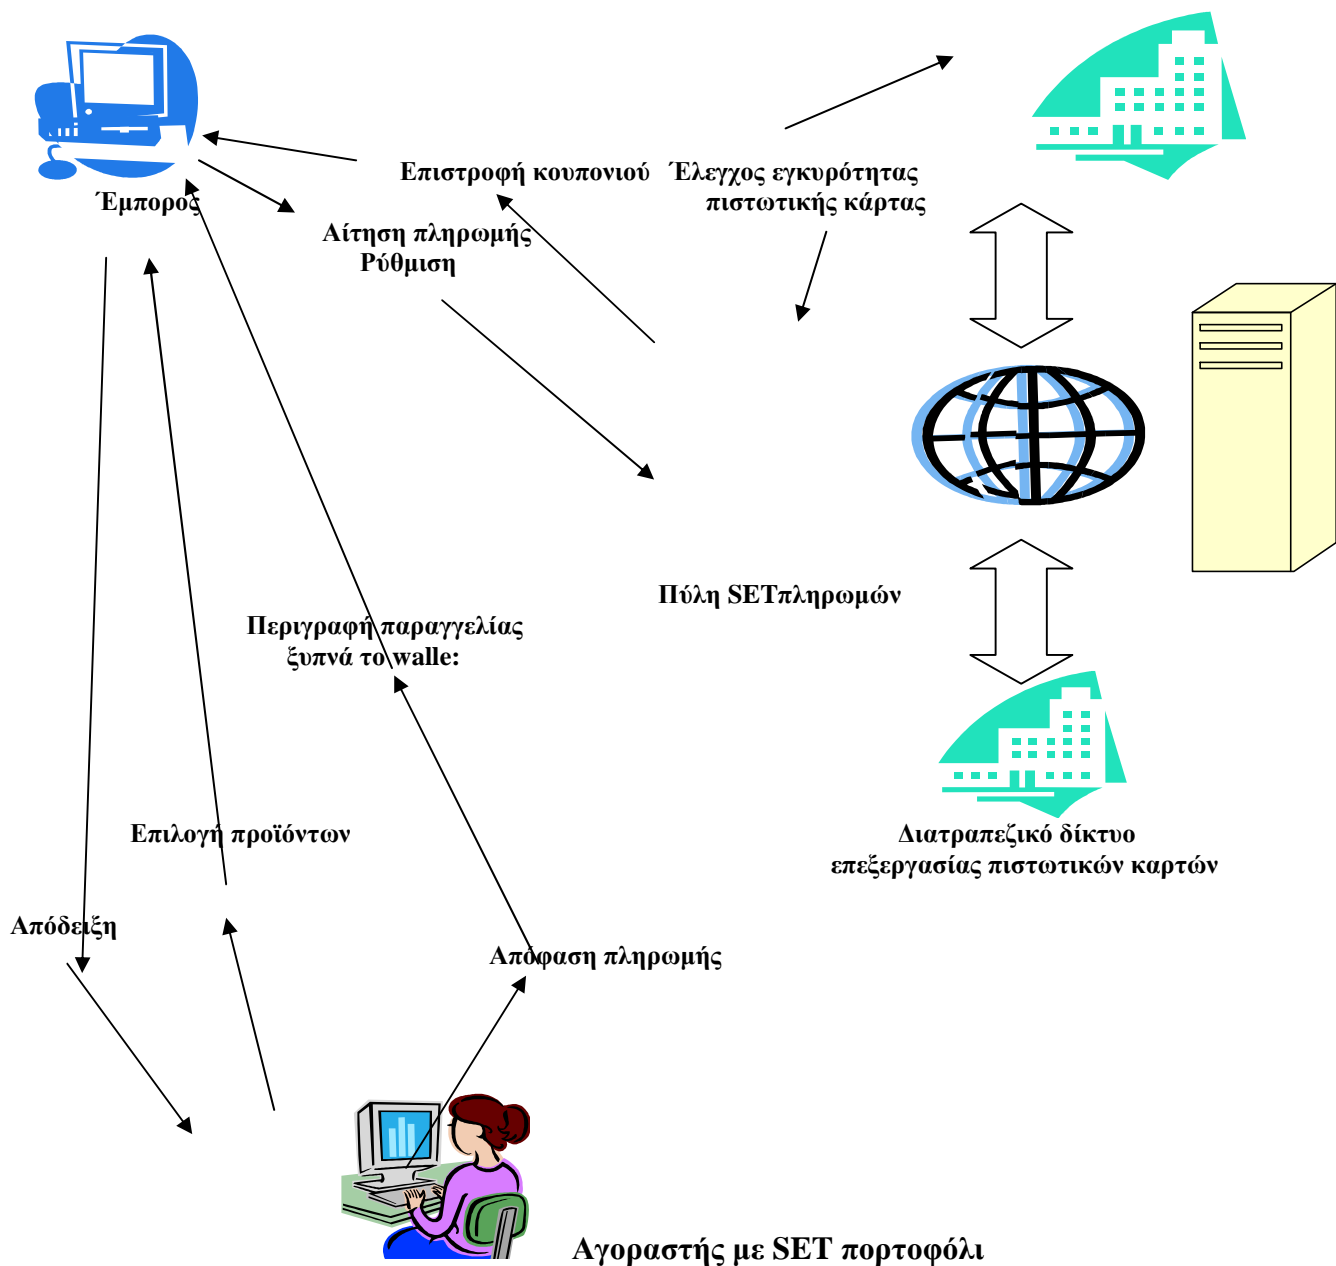 Επιστροφή κουπονιού
Έλεγχος εγκυρότητας
πιστωτικής κάρτας
Έμπορος
Αίτηση πληρωμής
Ρύθμιση
Πύλη SETπληρωμών
Περιγραφή παραγγελίας
ξυπνά το walle:
Επιλογή προϊόντων
Διατραπεζικό δίκτυο
επεξεργασίας πιστωτικών καρτών
Απόδειξη
Απόφαση πληρωμής
Αγοραστής με SET πορτοφόλι